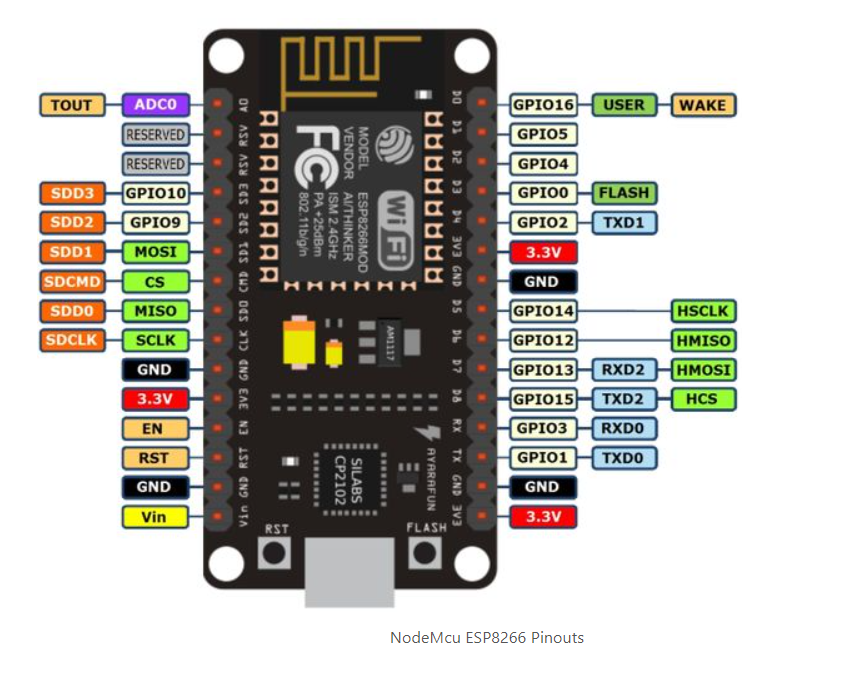 TOUT ADC0 A0 D0 GPIO16 USER WAKE
RESERVED RSV D1 GPIO5
RESERVED RSV D2 GPIO4
SDD3 GPIO10 SD3 D3 GPIO0 FLASH
SDD2 GPIO9 SD2 D4 GPIO2 TXD1
SDD1 MOSI SD1 3V3 3.3V
SDCMD CS CMD GND GND
SDD0 MISO SD0 D5 GPIO14 HSCLK
SDCLK SCLK CLK D6 GPIO12 HMISO
GND GND D7 GPIO13 RXD2 HMOSI
3.3V 3V3 D8 GPIO15 TXD2 HCS
EN EN RX GPIO3 RXD0
RST RST TX GPIO1 TXD0
GND GND GND GND
Vin Vin 3V3 3.3V
MODEL ESP8266MOD
VENDOR AI/THINKER
ISM 2.4GHz
PA +25dBm
802.11b/g/n
FC
WiFi
AM1117
SILABS
CP2102
AYARAFUN
RST
FLASH
NodeMcu ESP8266 Pinouts